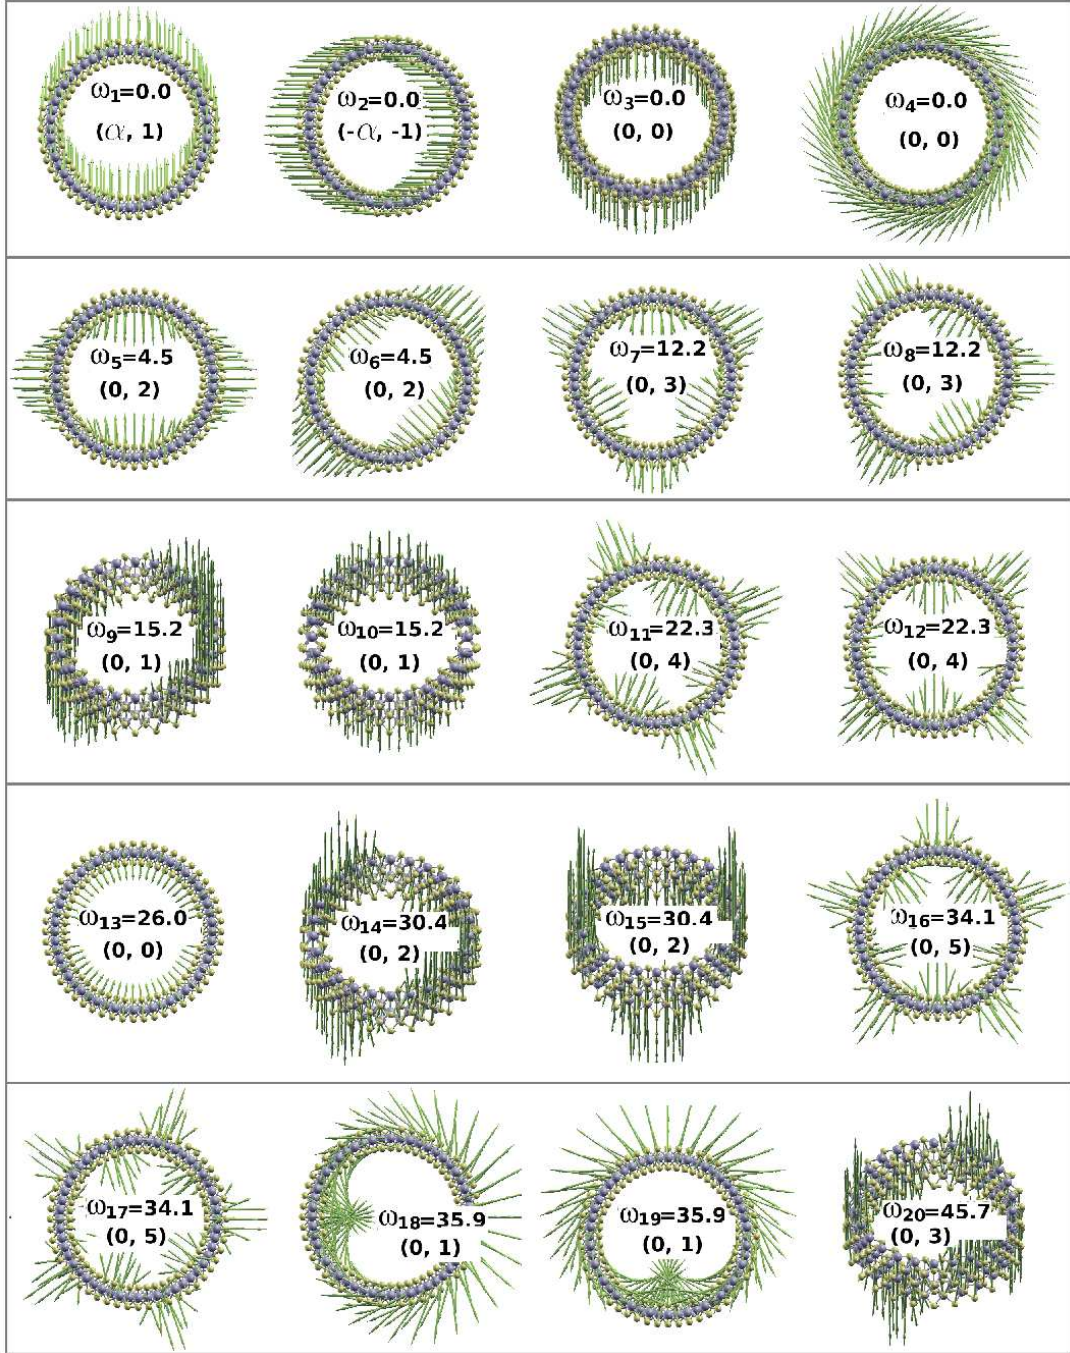 ω₁=0.0
(α, 1)
ω₂=0.0
(-α, -1)
ω₃=0.0
(0, 0)
ω₄=0.0
(0, 0)
ω₅=4.5
(0, 2)
ω₆=4.5
(0, 2)
ω₇=12.2
(0, 3)
ω₈=12.2
(0, 3)
ω₉=15.2
(0, 1)
ω₁₀=15.2
(0, 1)
ω₁₁=22.3
(0, 4)
ω₁₂=22.3
(0, 4)
ω₁₃=26.0
(0, 0)
ω₁₄=30.4
(0, 2)
ω₁₅=30.4
(0, 2)
ω₁₆=34.1
(0, 5)
ω₁₇=34.1
(0, 5)
ω₁₈=35.9
(0, 1)
ω₁₉=35.9
(0, 1)
ω₂₀=45.7
(0, 3)